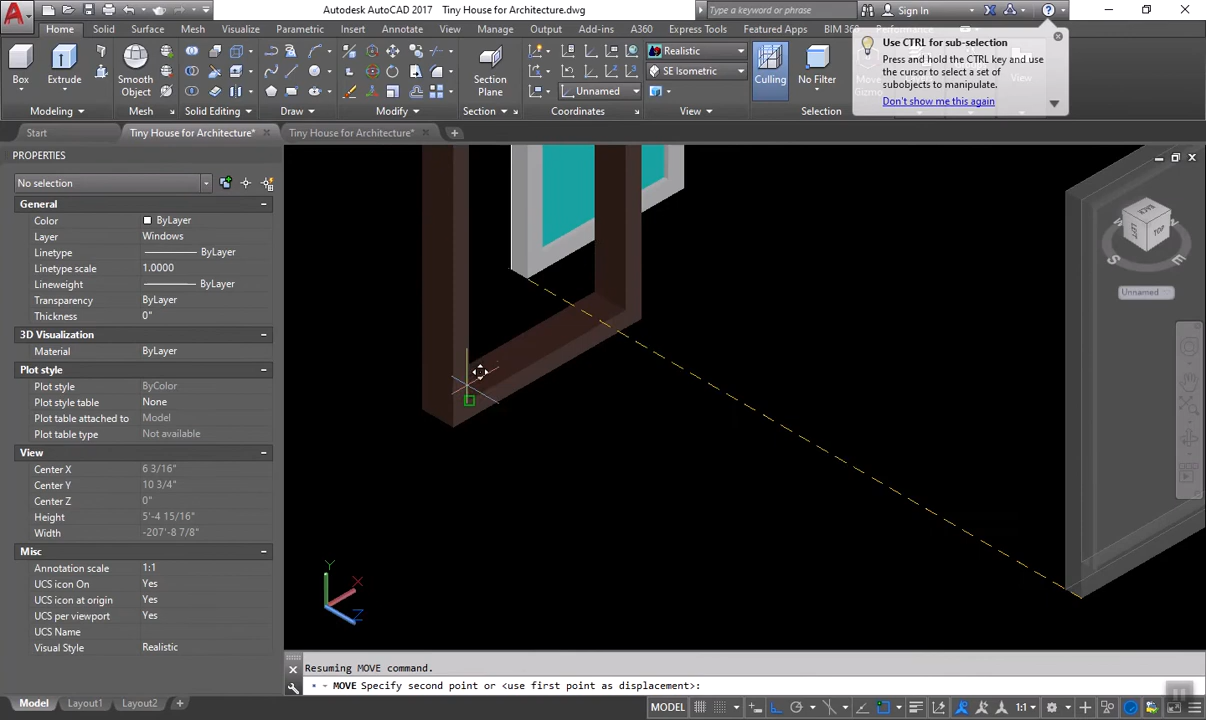 Autodesk AutoCAD 2017   Tiny House for Architecture.dwg
Type a keyword or phrase
Sign In
Home Solid Surface Mesh Visualize Parametric Insert Annotate View Manage Output Add-ins A360 Express Tools Featured Apps BIM 360
Use CTRL for sub-selection
Press and hold the CTRL key and use the cursor to select a set of subobjects to manipulate.
Don't show me this again
Box
Extrude
Smooth Object
Section Plane
Realistic
SE Isometric
Unnamed
Culling
No Filter
Move Gizmo
View
Modeling
Mesh
Solid Editing
Draw
Modify
Section
Coordinates
View
Selection
Start
Tiny House for Architecture*
Tiny House for Architecture*
PROPERTIES
No selection
General
Color ByLayer
Layer Windows
Linetype ByLayer
Linetype scale 1.0000
Lineweight ByLayer
Transparency ByLayer
Thickness 0"
3D Visualization
Material ByLayer
Plot style
Plot style ByColor
Plot style table None
Plot table attached to Model
Plot table type Not available
View
Center X 6 3/16"
Center Y 10 3/4"
Center Z 0"
Height 5'-4 15/16"
Width -207'-8 7/8"
Misc
Annotation scale 1:1
UCS icon On Yes
UCS icon at origin Yes
UCS per viewport Yes
UCS Name
Visual Style Realistic
BACK
LEFT
TOP
S
E
Unnamed
Y
X
Z
Resuming MOVE command.
MOVE Specify second point or <use first point as displacement>:
Model Layout1 Layout2 +
MODEL
1:1